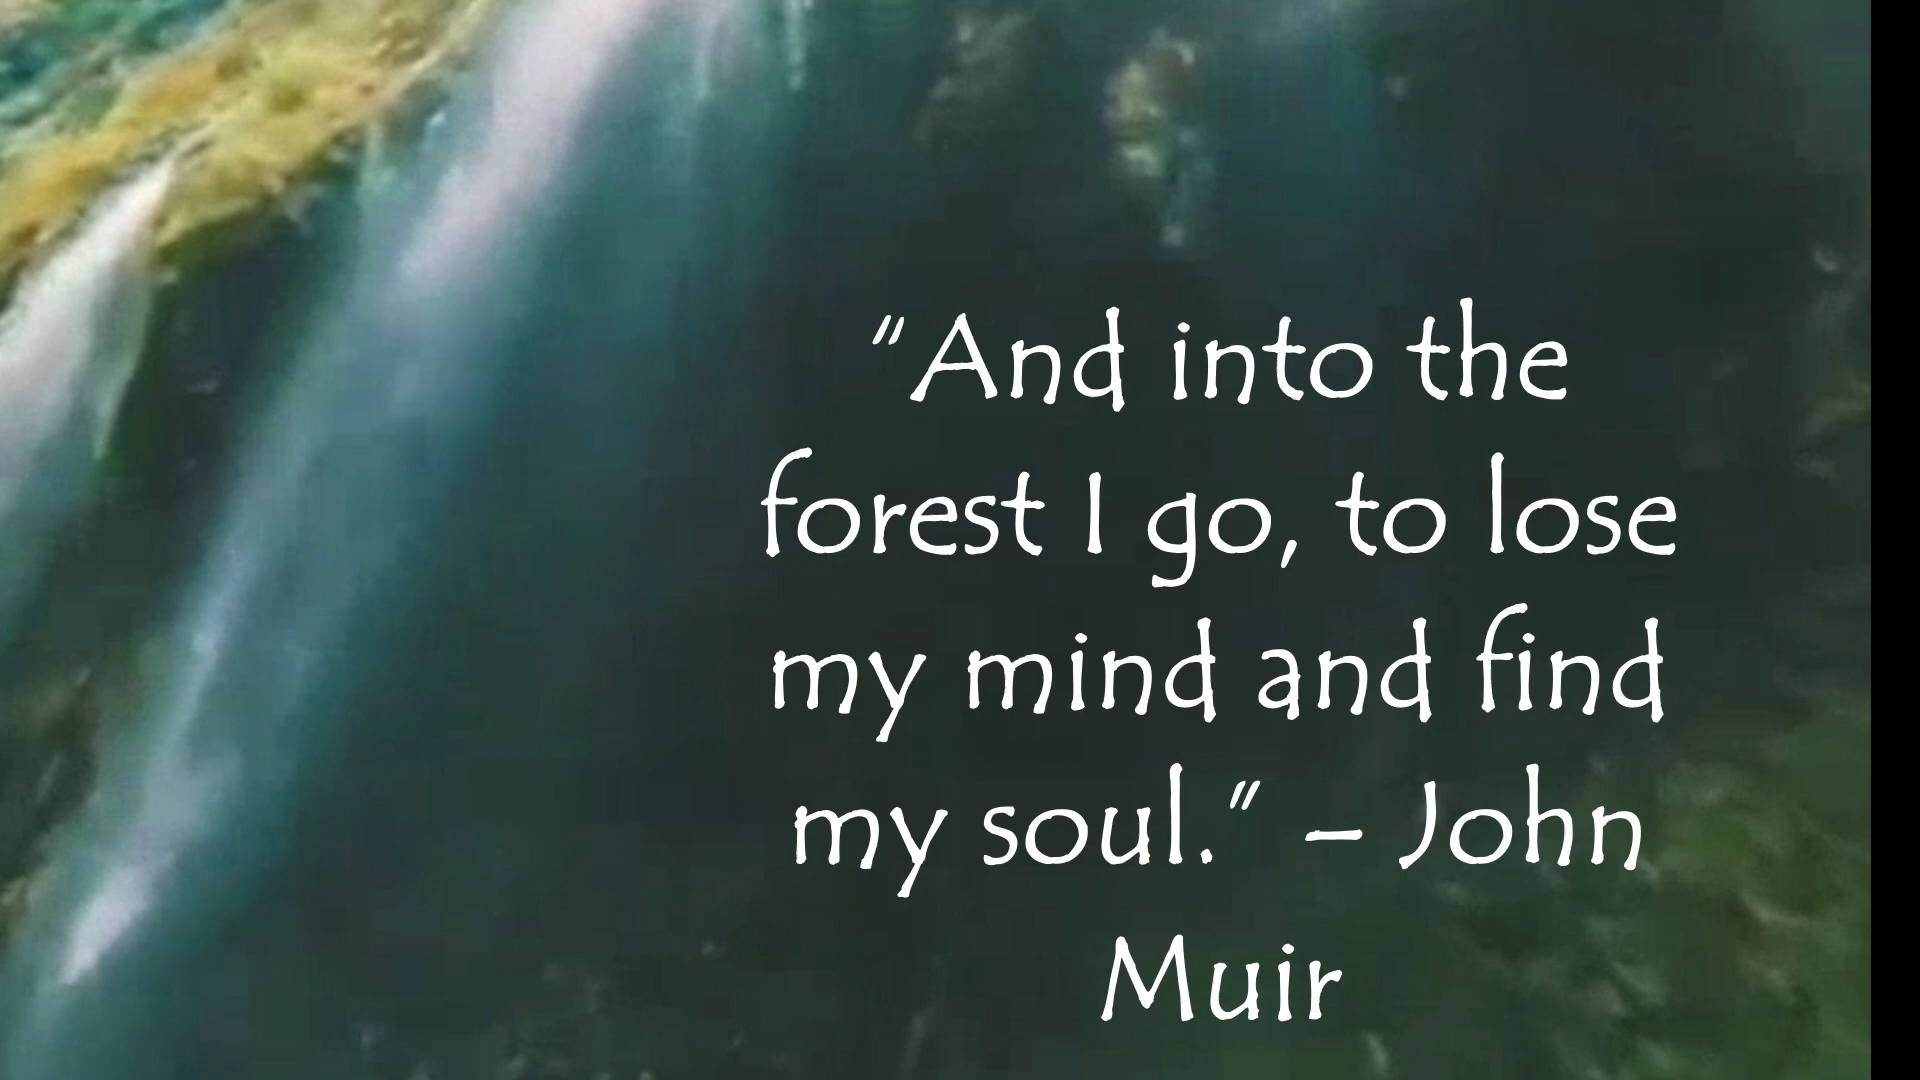 “And into the
forest I go, to lose
my mind and find
my soul.” – John
Muir